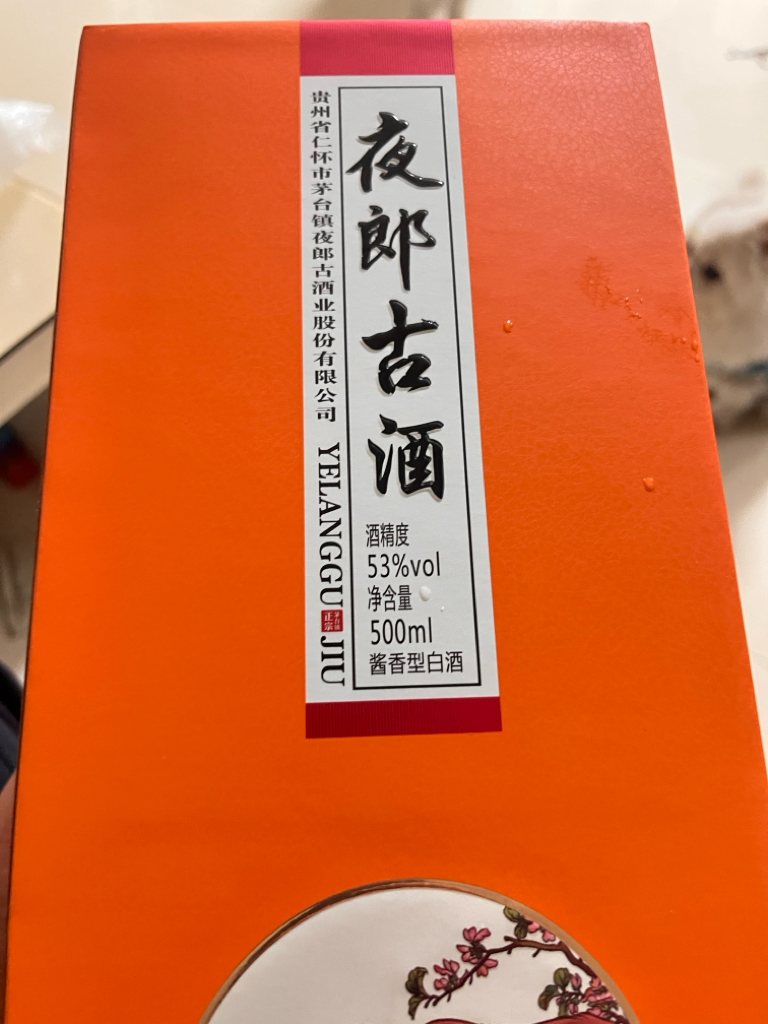 夜郎古酒
酒精度
53%vol
净含量
500ml
酱香型白酒
贵州省仁怀市茅台镇夜郎古酒业股份有限公司
YELANGGU
正宗
JIU